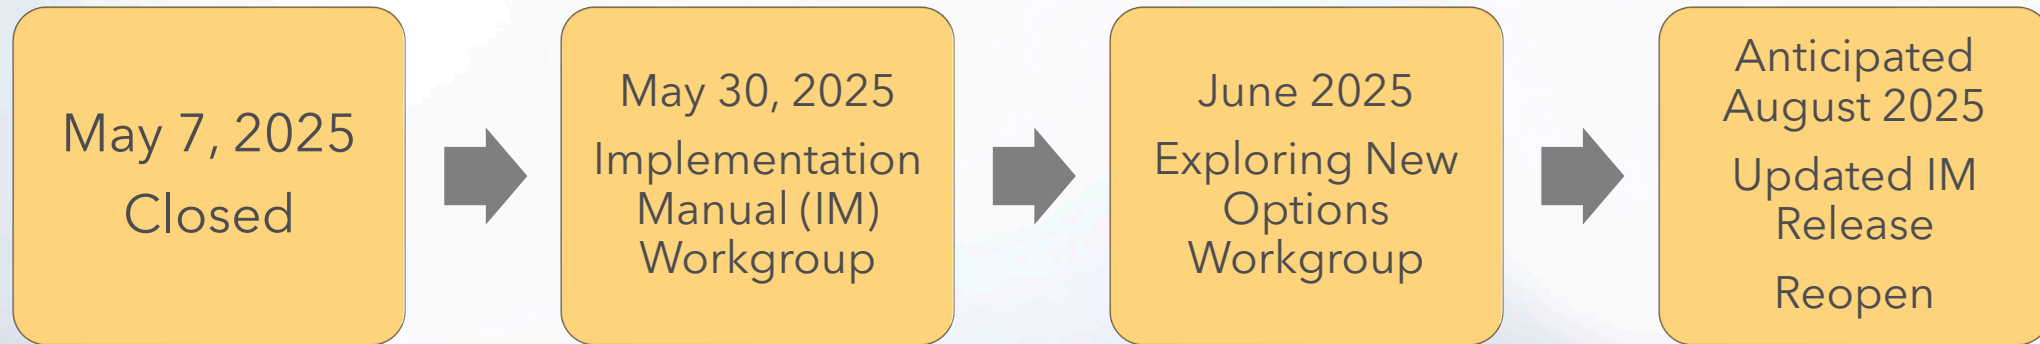 May 7, 2025
Closed
May 30, 2025
Implementation
Manual (IM)
Workgroup
June 2025
Exploring New
Options
Workgroup
Anticipated
August 2025
Updated IM
Release
Reopen